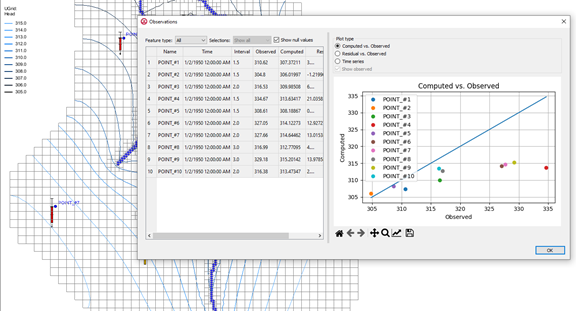 UGrid
Head
315.0
314.0
313.0
312.0
311.0
310.0
309.0
308.0
307.0
306.0
305.0
POINT_#7
Observations
Feature type: All Selections: Show all Show null values
Name Time Interval Observed Computed Re
1 POINT_#1 1/2/1950 12:00:00 AM 1.5 310.62 307.37211 3....
2 POINT_#2 1/2/1950 12:00:00 AM 1.5 304.8 306.01997 -1.2199
3 POINT_#3 1/2/1950 12:00:00 AM 2.0 316.53 309.98508 6....
4 POINT_#4 1/2/1950 12:00:00 AM 1.5 334.67 313.63417 21.0358
5 POINT_#5 1/2/1950 12:00:00 AM 1.5 308.61 308.18867 0....
6 POINT_#6 1/2/1950 12:00:00 AM 2.0 327.05 314.12273 12.9272
7 POINT_#7 1/2/1950 12:00:00 AM 2.0 327.66 314.64462 13.0153
8 POINT_#8 1/2/1950 12:00:00 AM 3.0 316.99 312.77095 4....
9 POINT_#9 1/2/1950 12:00:00 AM 3.0 329.18 315.20142 13.9785
10 POINT_#10 1/2/1950 12:00:00 AM 2.0 316.38 313.47347 2....
Plot type
Computed vs. Observed
Residual vs. Observed
Time series
Show observed
Computed vs. Observed
335
330
325
320
315
310
305
Computed
POINT_#1
POINT_#2
POINT_#3
POINT_#4
POINT_#5
POINT_#6
POINT_#7
POINT_#8
POINT_#9
POINT_#10
305 310 315 320 325 330 335
Observed
OK